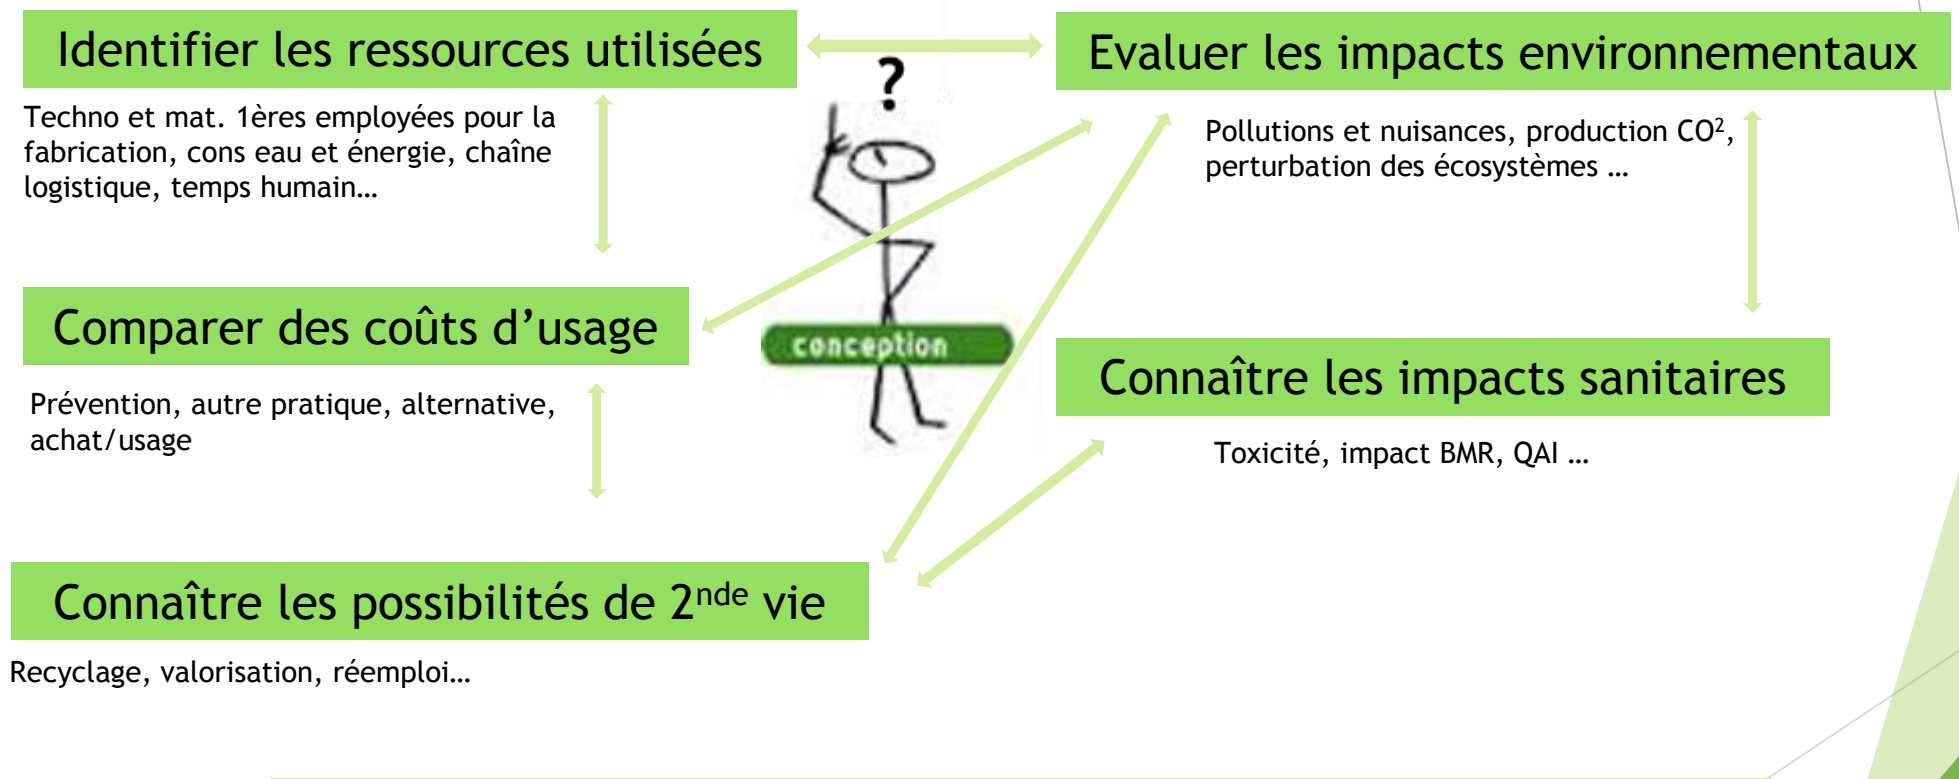 Identifier les ressources utilisées
Techno et mat. 1ères employées pour la
fabrication, cons eau et énergie, chaîne
logistique, temps humain…
Evaluer les impacts environnementaux
Pollutions et nuisances, production CO²,
perturbation des écosystèmes …
?
conception
Comparer des coûts d’usage
Prévention, autre pratique, alternative,
achat/usage
Connaître les impacts sanitaires
Toxicité, impact BMR, QAI …
Connaître les possibilités de 2nde vie
Recyclage, valorisation, réemploi…